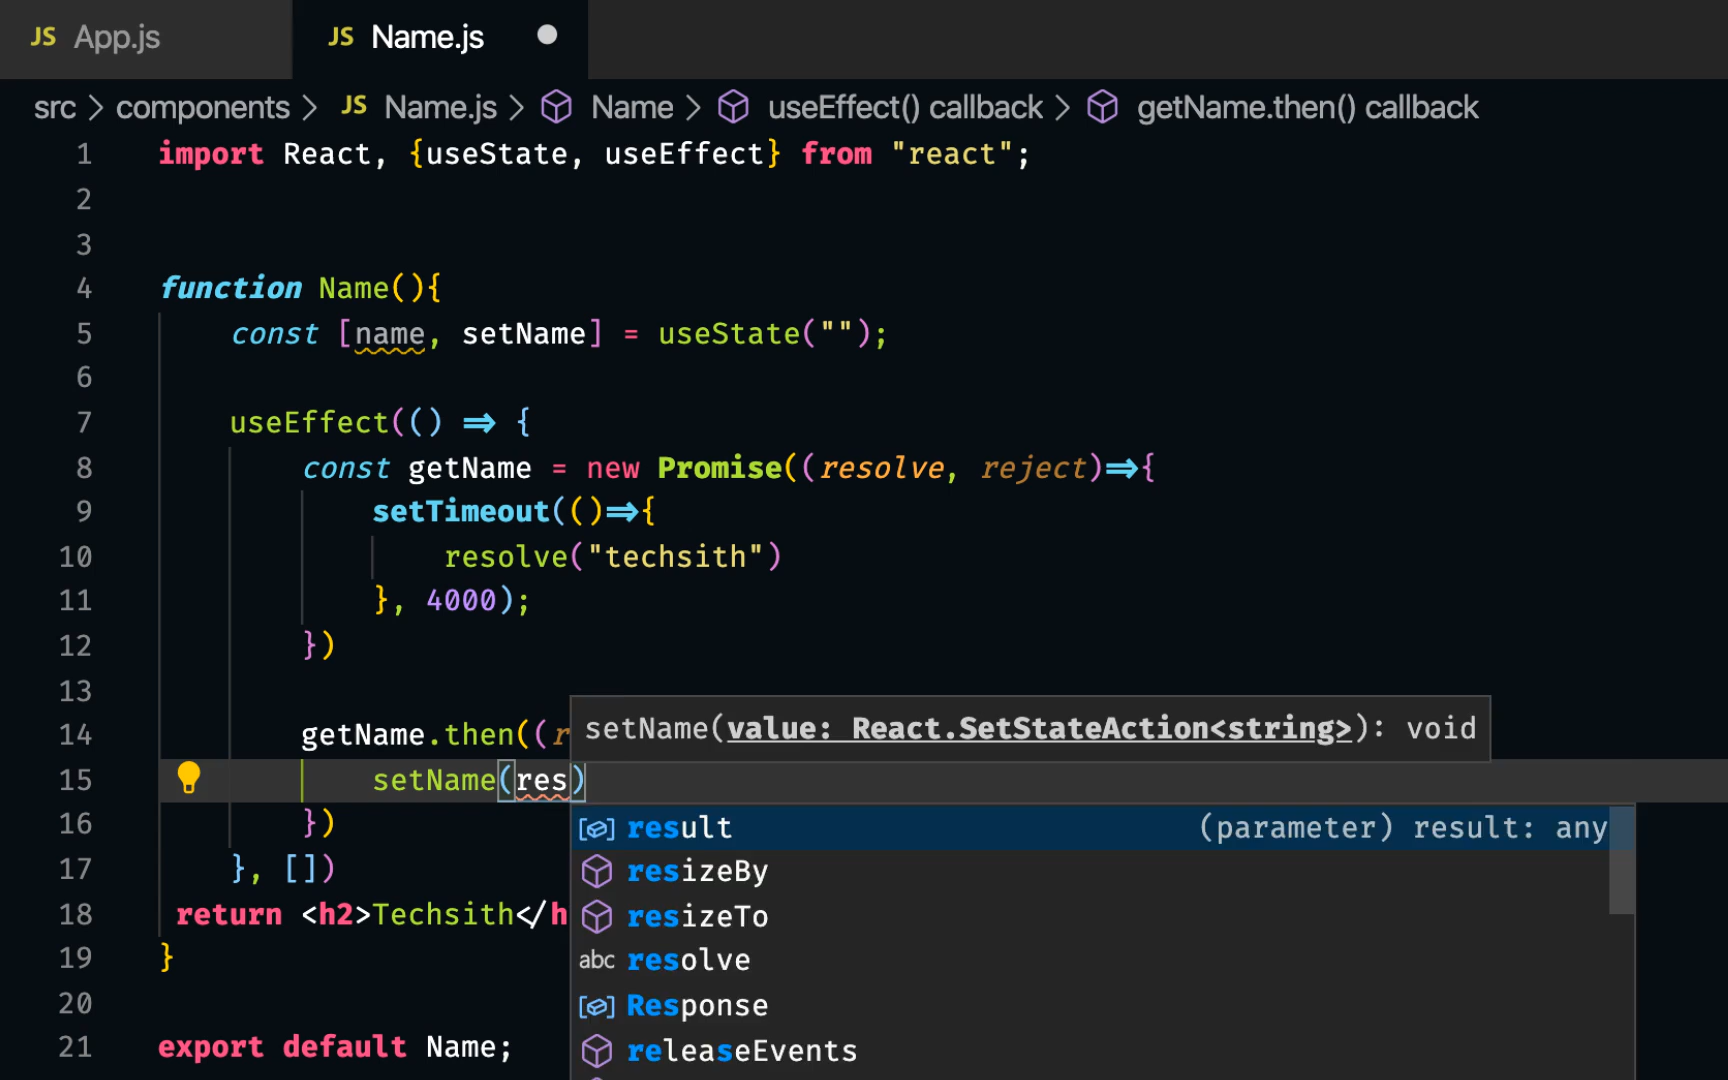 JS App.js JS Name.js
src > components > JS Name.js > Name > useEffect() callback > getName.then() callback
1 import React, {useState, useEffect} from "react";
2
3
4 function Name(){
5 const [name, setName] = useState("");
6
7 useEffect(() => {
8 const getName = new Promise((resolve, reject)=>{
9 setTimeout(()=>{
10 resolve("techsith")
11 }, 4000);
12 })
13
14 getName.then((r setName(value: React.SetStateAction<string>): void
15 setName(res)
16 }) result (parameter) result: any
resizeBy
17 }, [])
18 return <h2>Techsith</h resizeTo
19 } abc resolve
20 Response
21 export default Name; releaseEvents